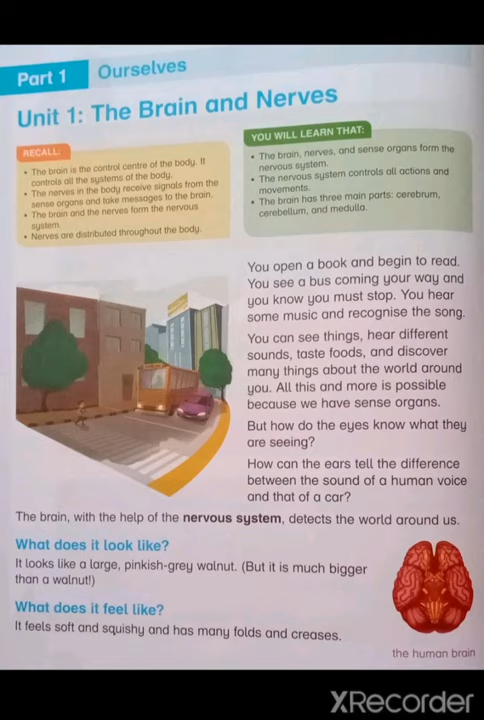 Part 1 Ourselves
Unit 1: The Brain and Nerves
RECALL:
• The brain is the control centre of the body. It
controls all the systems of the body.
• The nerves in the body receive signals from the
sense organs and take messages to the brain.
• The brain and the nerves form the nervous
system.
• Nerves are distributed throughout the body.
YOU WILL LEARN THAT:
• The brain, nerves, and sense organs form the
nervous system.
• The nervous system controls all actions and
movements.
• The brain has three main parts: cerebrum,
cerebellum, and medulla.
You open a book and begin to read.
You see a bus coming your way and
you know you must stop. You hear
some music and recognise the song.
You can see things, hear different
sounds, taste foods, and discover
many things about the world around
you. All this and more is possible
because we have sense organs.
But how do the eyes know what they
are seeing?
How can the ears tell the difference
between the sound of a human voice
and that of a car?
The brain, with the help of the nervous system, detects the world around us.
What does it look like?
It looks like a large, pinkish-grey walnut. (But it is much bigger
than a walnut!)
What does it feel like?
It feels soft and squishy and has many folds and creases.
the human brain
XRecorder